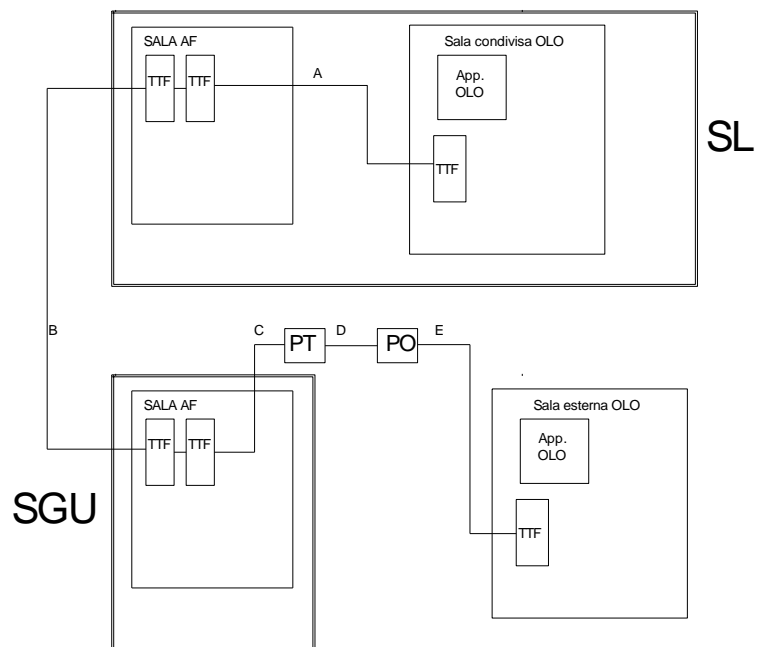 SALA AF
TTF
TTF
A
Sala condivisa OLO
App.
OLO
TTF
SL
B
C
PT
D
PO
E
SALA AF
TTF
TTF
SGU
Sala esterna OLO
App.
OLO
TTF